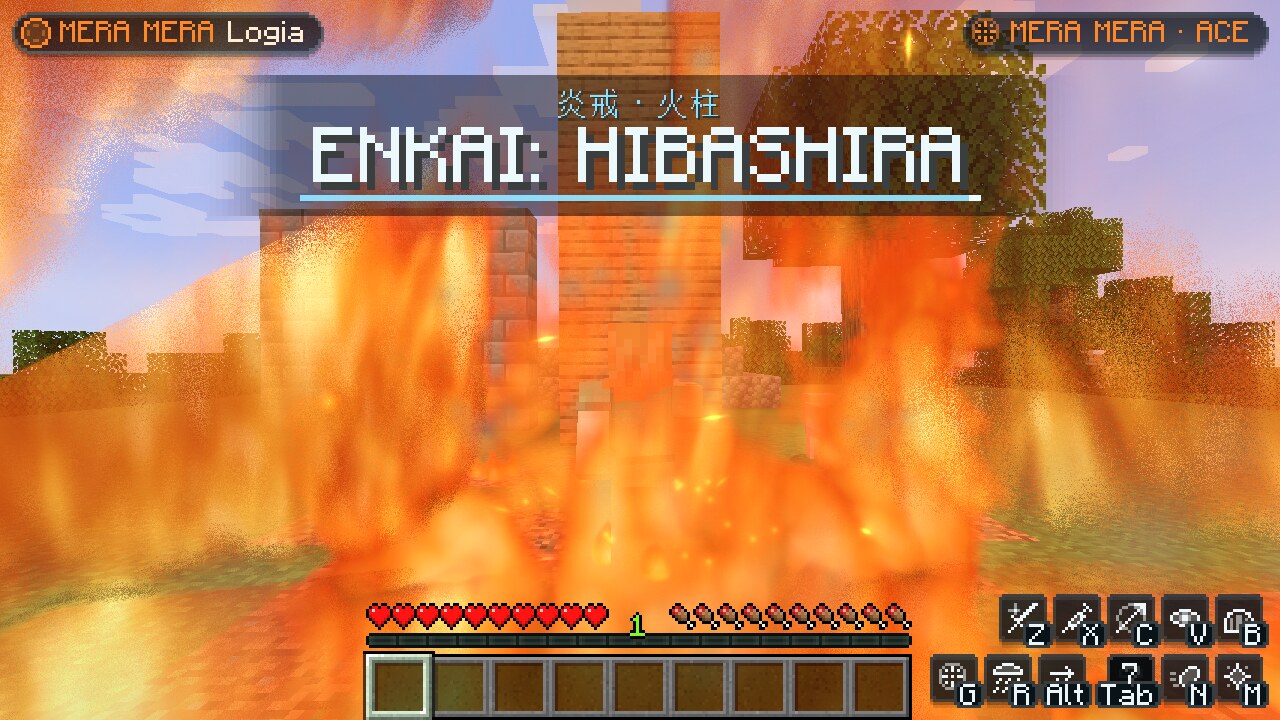 MERA MERA Logia
MERA MERA · ACE
炎戒・火柱
ENKAI: HIBASHIRA
1
Z X C V B
G R Alt Tab N M